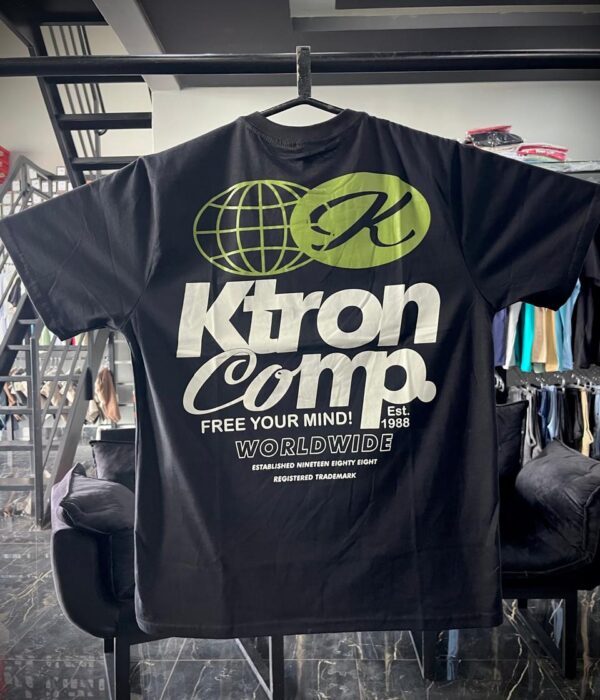 K
Ktron
Comp.
FREE YOUR MIND!
Est.
1988
WORLDWIDE
ESTABLISHED NINETEEN EIGHTY EIGHT
REGISTERED TRADEMARK